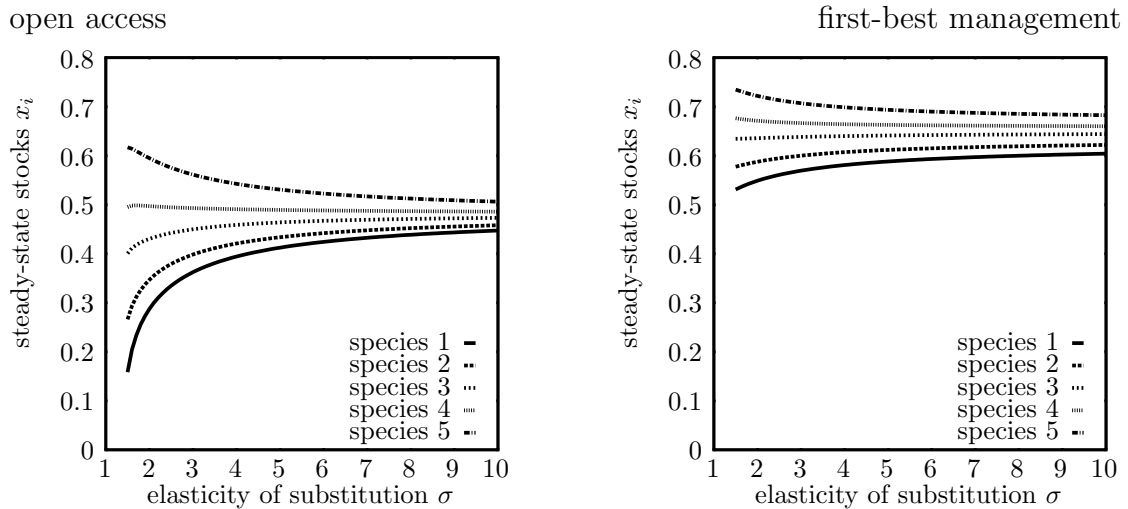 open access
steady-state stocks x_i
0.8
0.7
0.6
0.5
0.4
0.3
0.2
0.1
0
species 1
species 2
species 3
species 4
species 5
1 2 3 4 5 6 7 8 9 10
elasticity of substitution σ
first-best management
steady-state stocks x_i
0.8
0.7
0.6
0.5
0.4
0.3
0.2
0.1
0
species 1
species 2
species 3
species 4
species 5
1 2 3 4 5 6 7 8 9 10
elasticity of substitution σ